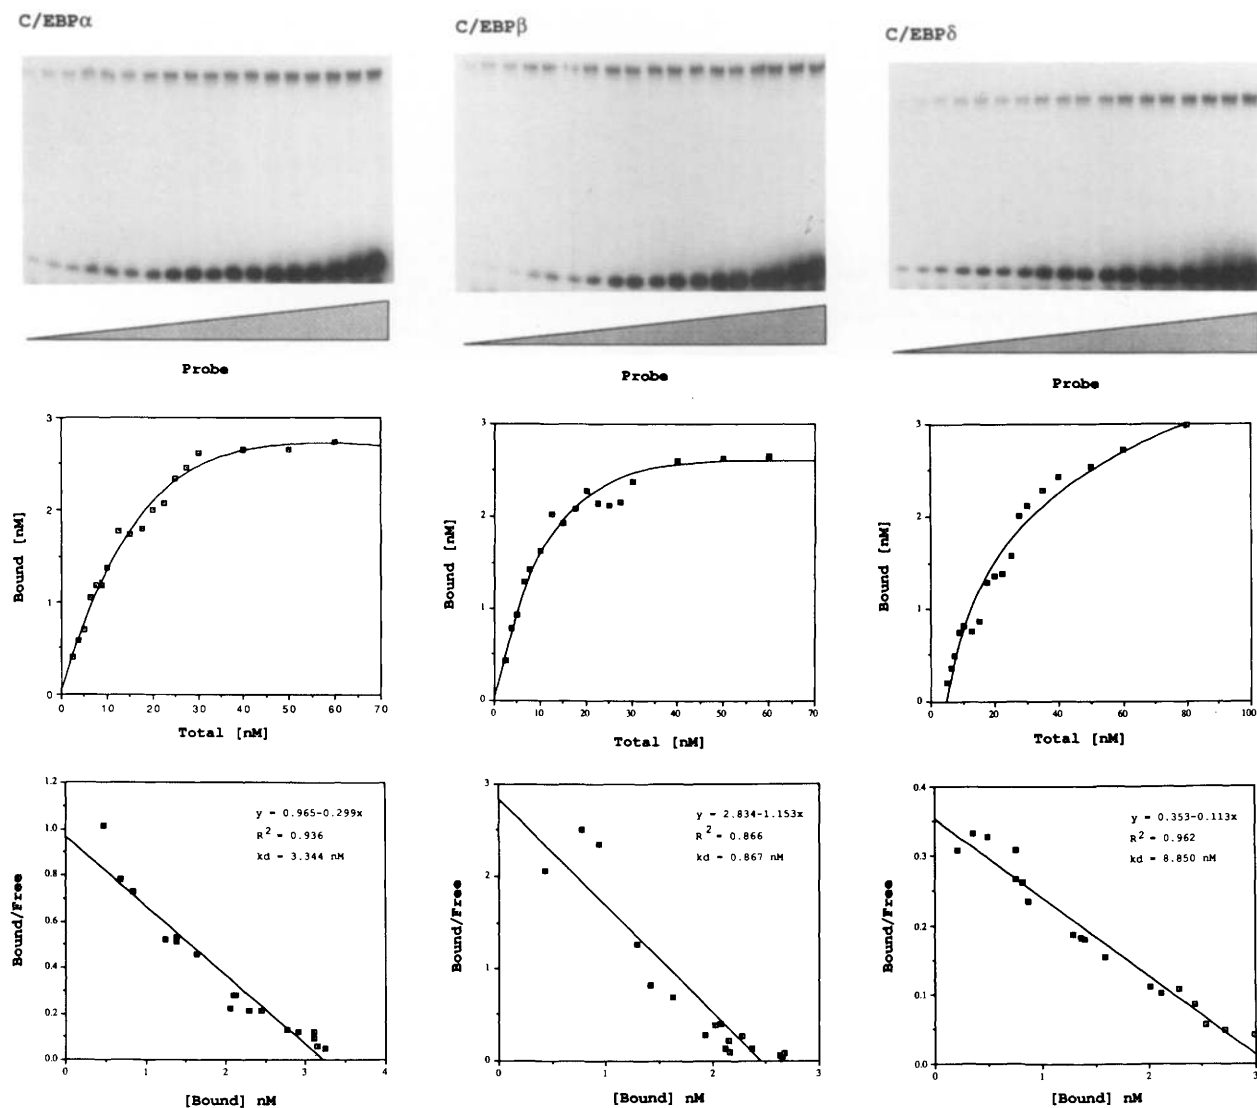 C/EBPα
C/EBPβ
C/EBPδ
Probe
Probe
Probe
3
2
1
0
Bound [nM]
0 10 20 30 40 50 60 70
Total [nM]
3
2
1
0
Bound [nM]
0 10 20 30 40 50 60 70
Total [nM]
3
2
1
0
Bound [nM]
0 20 40 60 80 100
Total [nM]
1.2
1.0
0.8
0.6
0.4
0.2
0.0
Bound/Free
y = 0.965-0.299x
R² = 0.936
kd = 3.344 nM
0 1 2 3 4
[Bound] nM
3
2
1
0
Bound/Free
y = 2.834-1.153x
R² = 0.866
kd = 0.867 nM
0 1 2 3
[Bound] nM
0.4
0.3
0.2
0.1
0.0
Bound/Free
y = 0.353-0.113x
R² = 0.962
kd = 8.850 nM
0 1 2 3
[Bound] nM